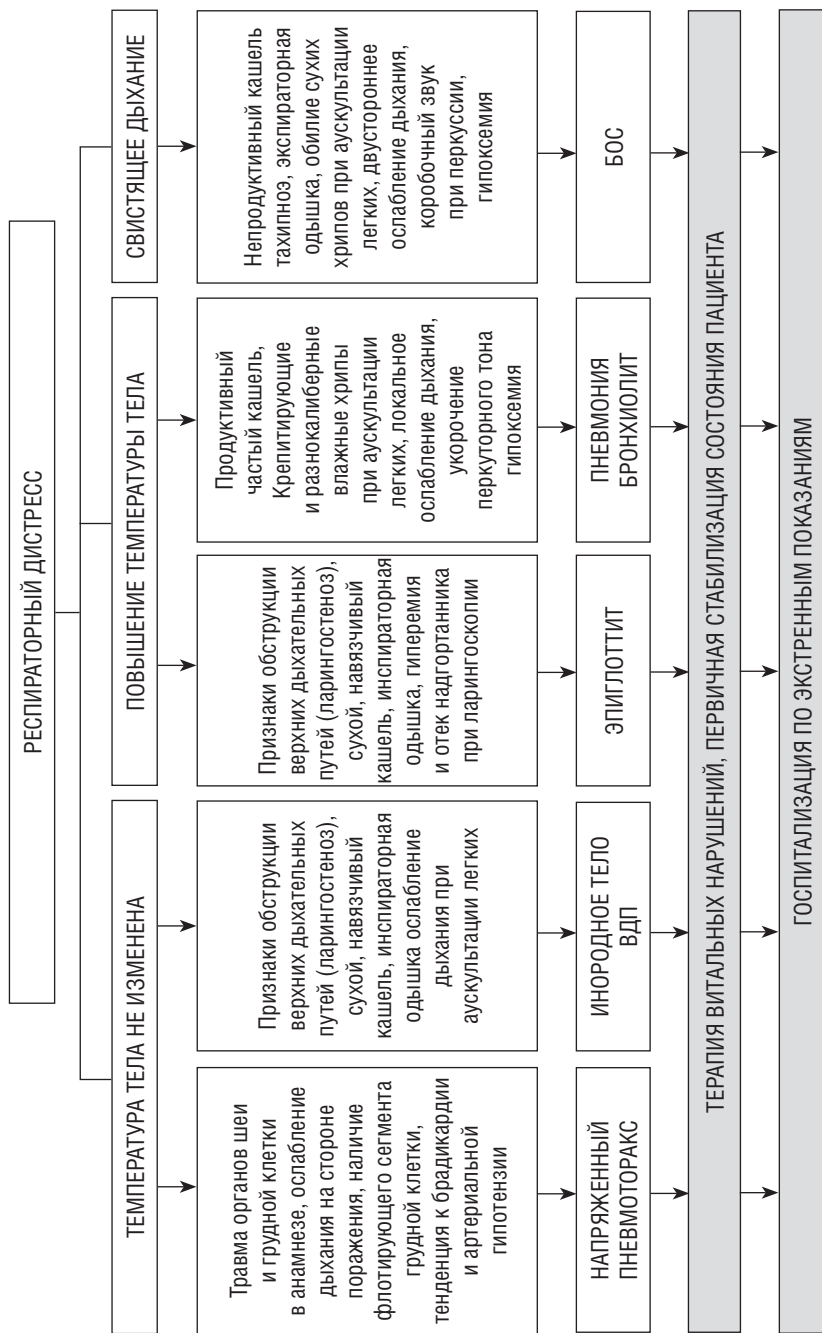 РЕСПИРАТОРНЫЙ ДИСТРЕСС
ТЕМПЕРАТУРА ТЕЛА НЕ ИЗМЕНЕНА
ПОВЫШЕНИЕ ТЕМПЕРАТУРЫ ТЕЛА
СВИСТЯЩЕЕ ДЫХАНИЕ
Травма органов шеи
и грудной клетки
в анамнезе, ослабление
дыхания на стороне
поражения, наличие
флотирующего сегмента
грудной клетки,
тенденция к брадикардии
и артериальной
гипотензии
Признаки обструкции
верхних дыхательных
путей (ларингостеноз),
сухой, навязчивый
кашель, инспираторная
одышка ослабление
дыхания при
аускультации легких
Признаки обструкции
верхних дыхательных
путей (ларингостеноз),
сухой, навязчивый
кашель, инспираторная
одышка, гиперемия
и отек надгортанника
при ларингоскопии
Продуктивный
частый кашель,
Крепитирующие
и разнокалиберные
влажные хрипы
при аускультации
легких, локальное
ослабление дыхания,
укорочение
перкуторного тона
гипоксемия
Непродуктивный кашель
тахипноэ, экспираторная
одышка, обилие сухих
хрипов при аускультации
легких, двустороннее
ослабление дыхания,
коробочный звук
при перкуссии,
гипоксемия
НАПРЯЖЕННЫЙ
ПНЕВМОТОРАКС
ИНОРОДНОЕ ТЕЛО
ВДП
ЭПИГЛОТТИТ
ПНЕВМОНИЯ
БРОНХИОЛИТ
БОС
ТЕРАПИЯ ВИТАЛЬНЫХ НАРУШЕНИЙ, ПЕРВИЧНАЯ СТАБИЛИЗАЦИЯ СОСТОЯНИЯ ПАЦИЕНТА
ГОСПИТАЛИЗАЦИЯ ПО ЭКСТРЕННЫМ ПОКАЗАНИЯМ